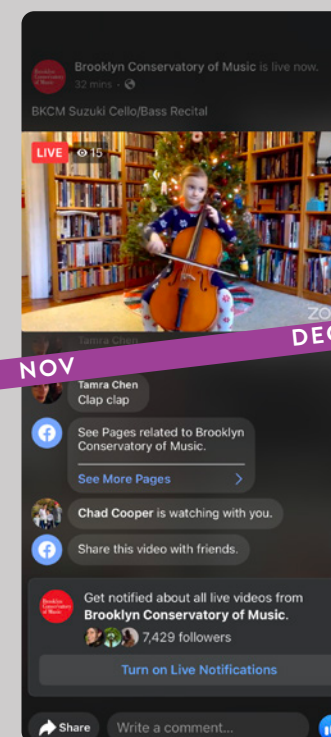 Brooklyn Conservatory of Music is live now.
32 mins ·
BKCM Suzuki Cello/Bass Recital
LIVE 15
ZO
Tamra Chen
NOV
DEC
Tamra Chen
Clap clap
See Pages related to Brooklyn
Conservatory of Music.
See More Pages
Chad Cooper is watching with you.
Share this video with friends.
Get notified about all live videos from
Brooklyn Conservatory of Music.
7,429 followers
Turn on Live Notifications
Share
Write a comment...